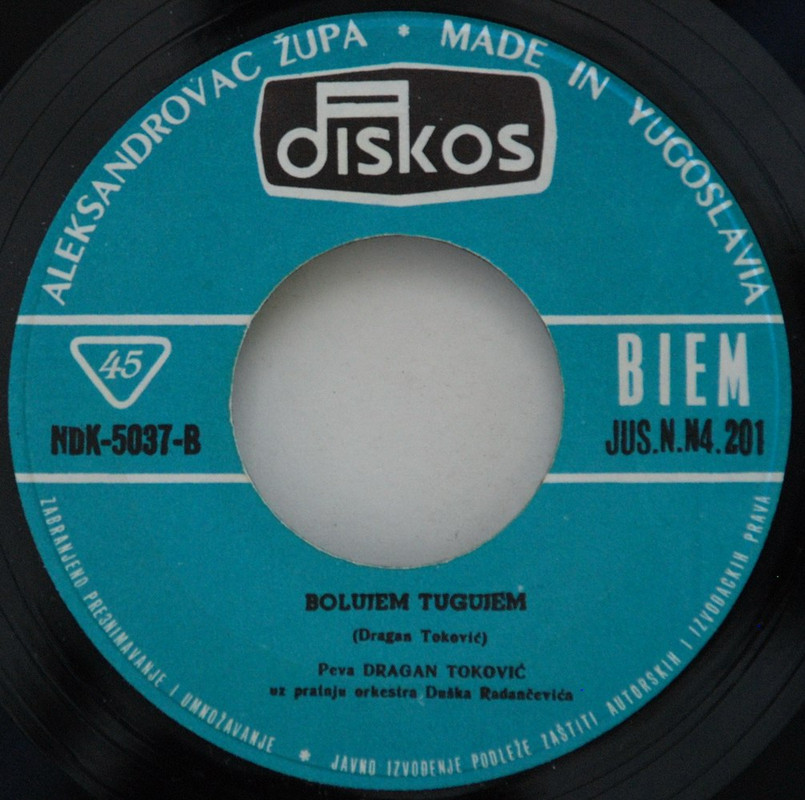 ALEKSANDROVAC ŽUPA * MADE IN YUGOSLAVIA
diskos
45
BIEM
NDK-5037-B
JUS.N.N4.201
BOLUJEM TUGUJEM
(Dragan Toković)
Peva DRAGAN TOKOVIĆ
uz pratnju orkestra Duška Radančevića
ZABRANJENO PRESNIMAVANJE I UMNOŽAVANJE * JAVNO IZVOĐENJE PODLEŽE ZAŠTITI AUTORSKIH I IZVOĐAČKIH PRAVA